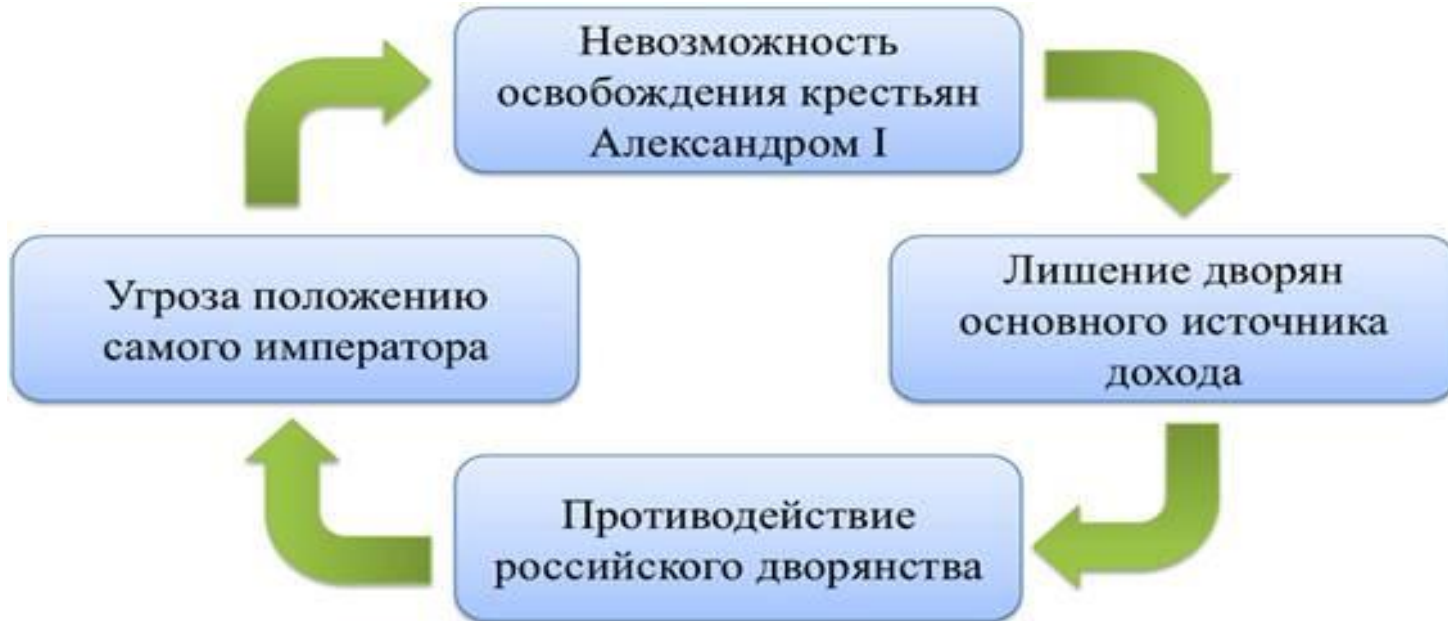 Невозможность
освобождения крестьян
Александром I
Лишение дворян
основного источника
дохода
Противодействие
российского дворянства
Угроза положению
самого императора